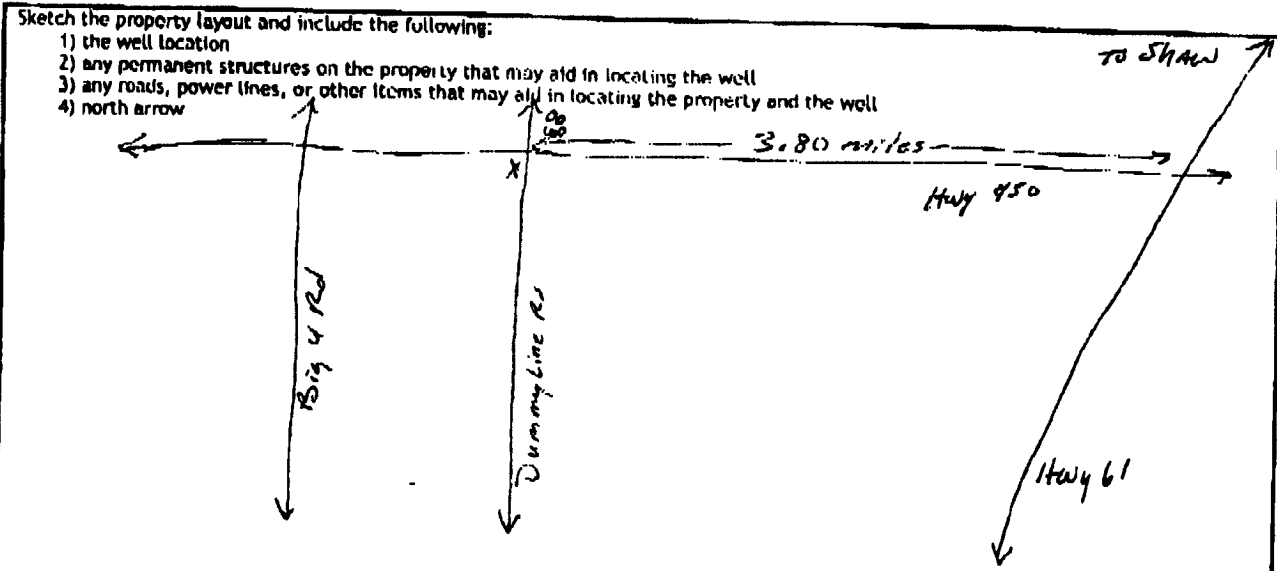 Sketch the property layout and include the following:
1) the well location
2) any permanent structures on the property that may aid in locating the well
3) any roads, power lines, or other items that may aid in locating the property and the well
4) north arrow
TO SHAW
3.80 miles
X
Hwy 450
Big 4 Rd
Dummy Line Rd
Hwy 61